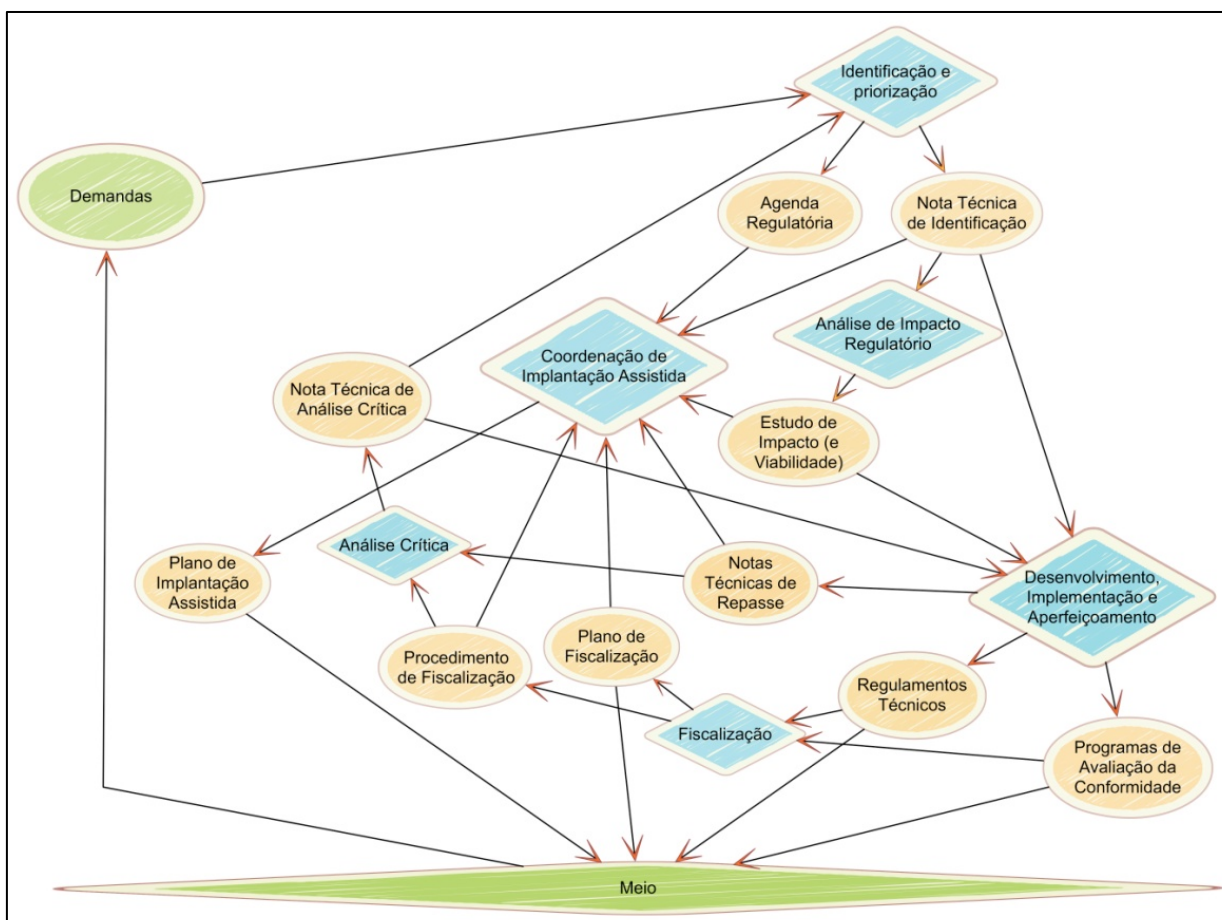 Identificação e
priorização
Demandas
Agenda
Regulatória
Nota Técnica
de Identificação
Análise de Impacto
Regulatório
Coordenação de
Implantação Assistida
Nota Técnica de
Análise Crítica
Estudo de
Impacto (e
Viabilidade)
Análise Crítica
Plano de
Implantação
Assistida
Notas
Técnicas de
Repasse
Desenvolvimento,
Implementação e
Aperfeiçoamento
Plano de
Fiscalização
Procedimento
de Fiscalização
Regulamentos
Técnicos
Fiscalização
Programas de
Avaliação da
Conformidade
Meio